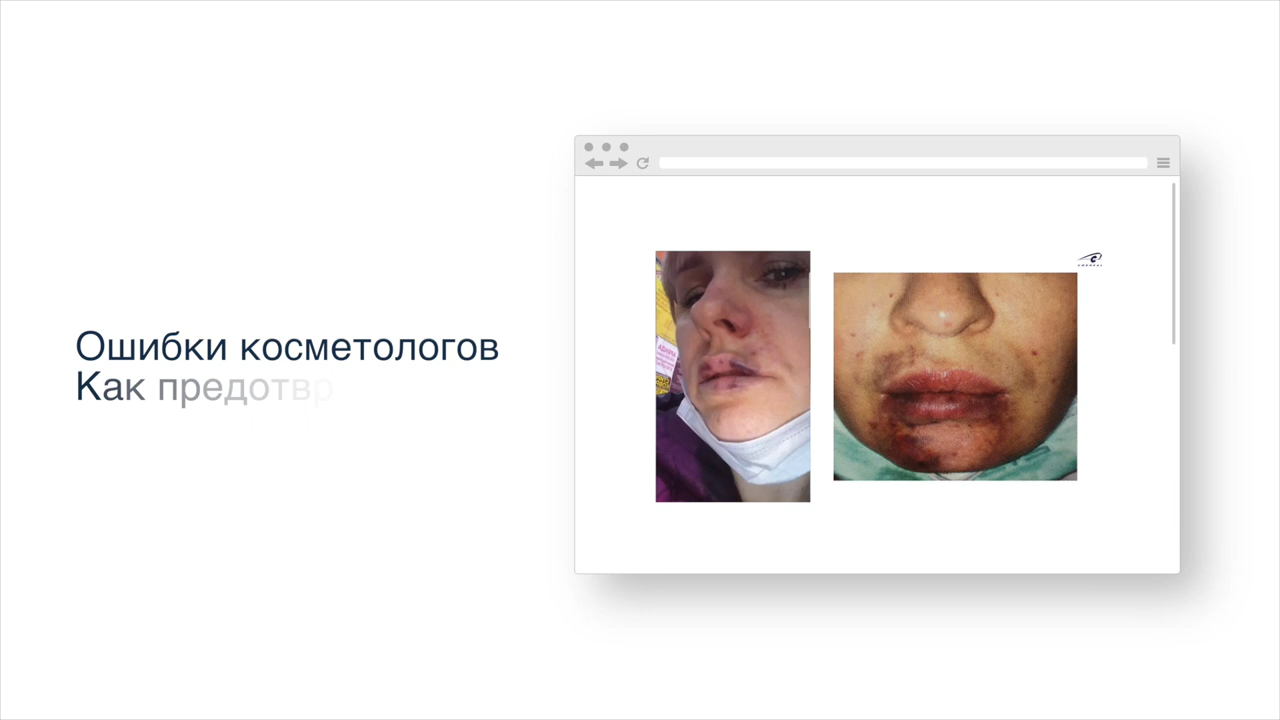 Ошибки косметологов
Как предотвр